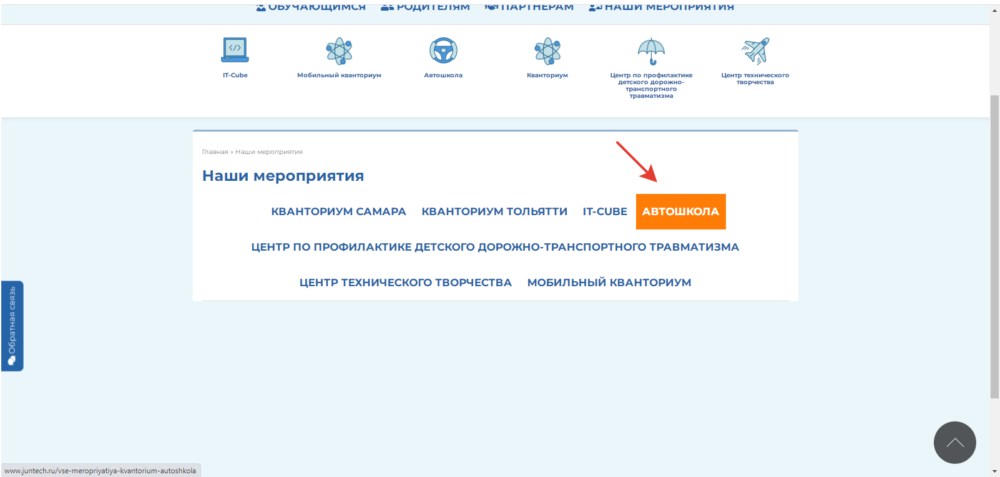 ОБУЧАЮЩИМСЯ РОДИТЕЛЯМ ПАРТНЕРАМ НАШИ МЕРОПРИЯТИЯ
IT-Cube
Мобильный кванториум
Автошкола
Кванториум
Центр по профилактике
детского дорожно-
транспортного
травматизма
Центр технического
творчества
Главная » Наши мероприятия
Наши мероприятия
КВАНТОРИУМ САМАРА КВАНТОРИУМ ТОЛЬЯТТИ IT-CUBE АВТОШКОЛА
ЦЕНТР ПО ПРОФИЛАКТИКЕ ДЕТСКОГО ДОРОЖНО-ТРАНСПОРТНОГО ТРАВМАТИЗМА
ЦЕНТР ТЕХНИЧЕСКОГО ТВОРЧЕСТВА МОБИЛЬНЫЙ КВАНТОРИУМ
Обратная связь
www.juntech.ru/vse-meropriyatiya-kvantorium-autoshkola